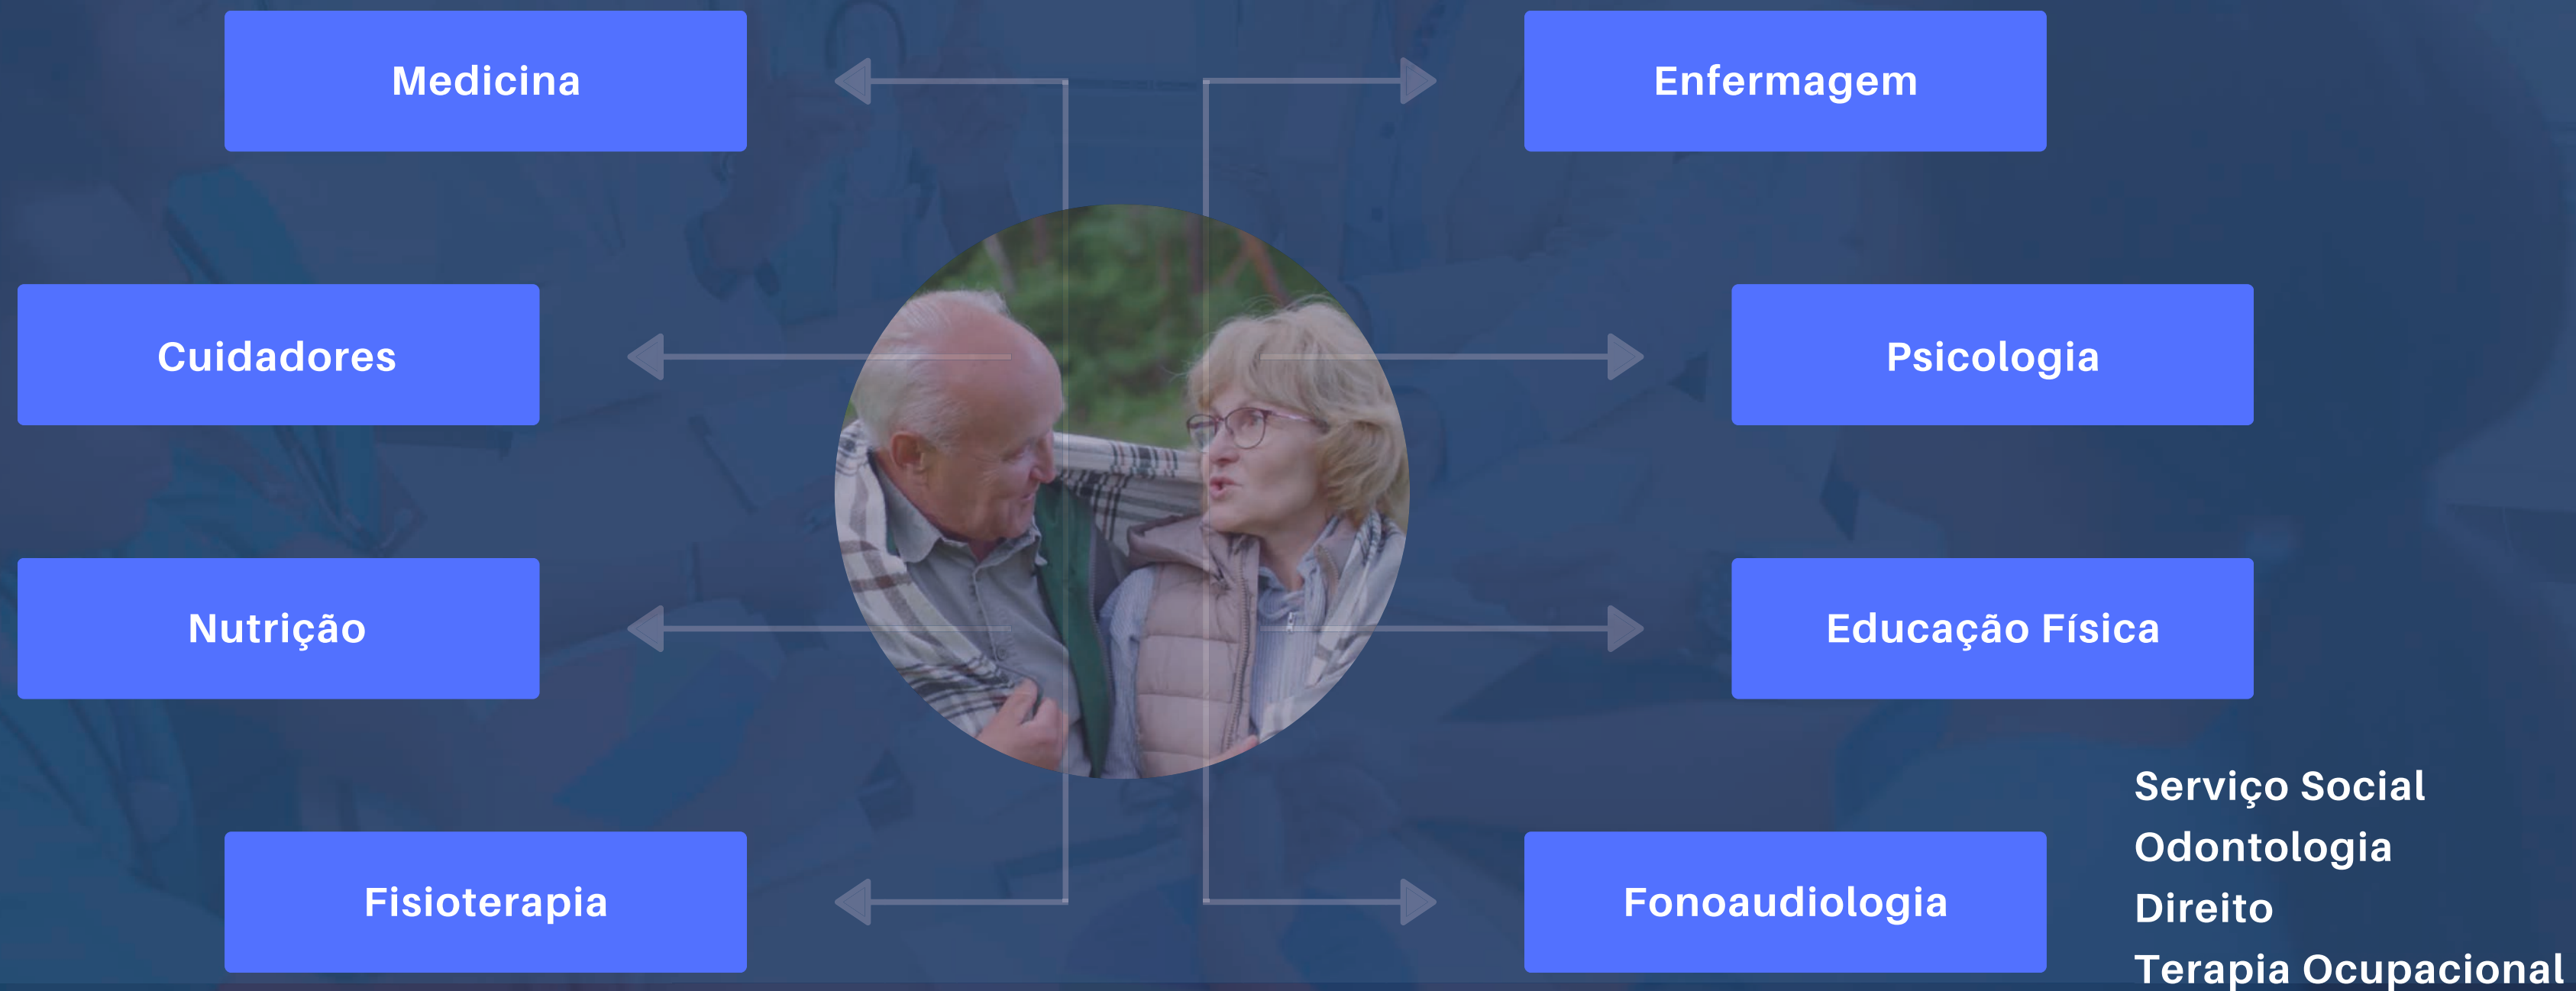 Medicina
Enfermagem
Cuidadores
Psicologia
Nutrição
Educação Física
Fisioterapia
Fonoaudiologia
Serviço Social
Odontologia
Direito
Terapia Ocupacional